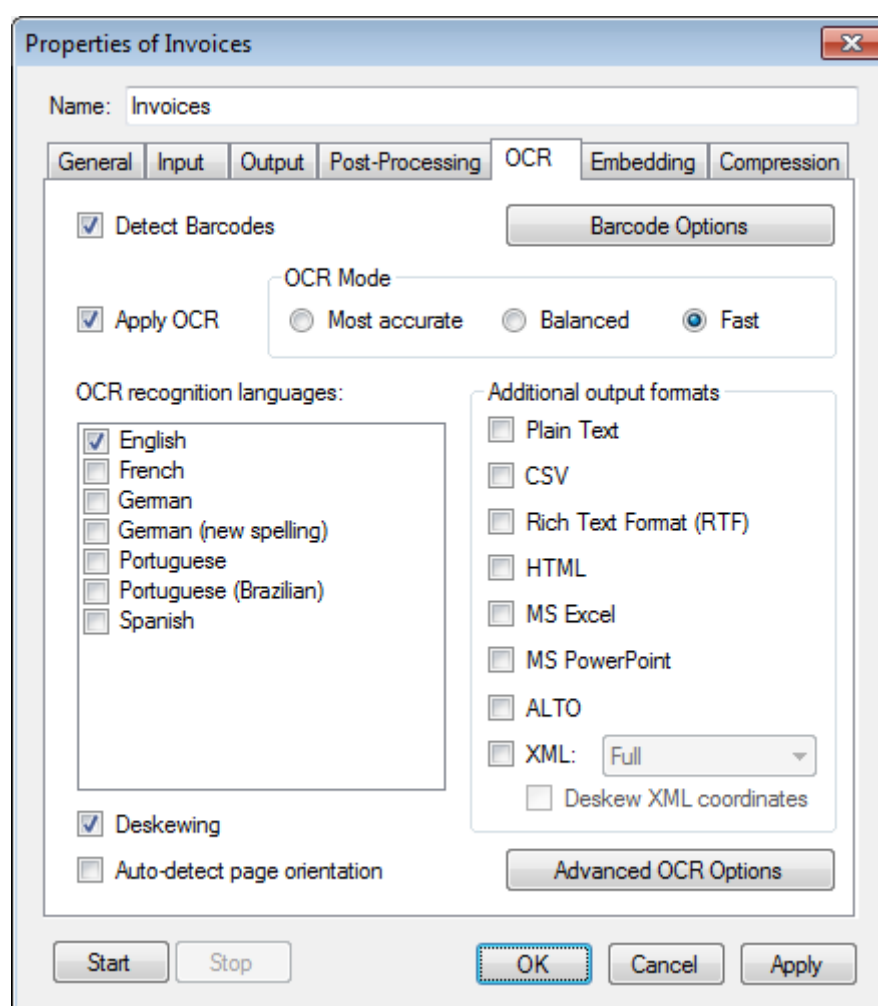 Properties of Invoices
Name: Invoices
General Input Output Post-Processing OCR Embedding Compression
Detect Barcodes Barcode Options
OCR Mode
Apply OCR Most accurate Balanced Fast
OCR recognition languages:
English
French
German
German (new spelling)
Portuguese
Portuguese (Brazilian)
Spanish
Additional output formats
Plain Text
CSV
Rich Text Format (RTF)
HTML
MS Excel
MS PowerPoint
ALTO
XML: Full
Deskew XML coordinates
Deskewing
Auto-detect page orientation Advanced OCR Options
Start Stop OK Cancel Apply